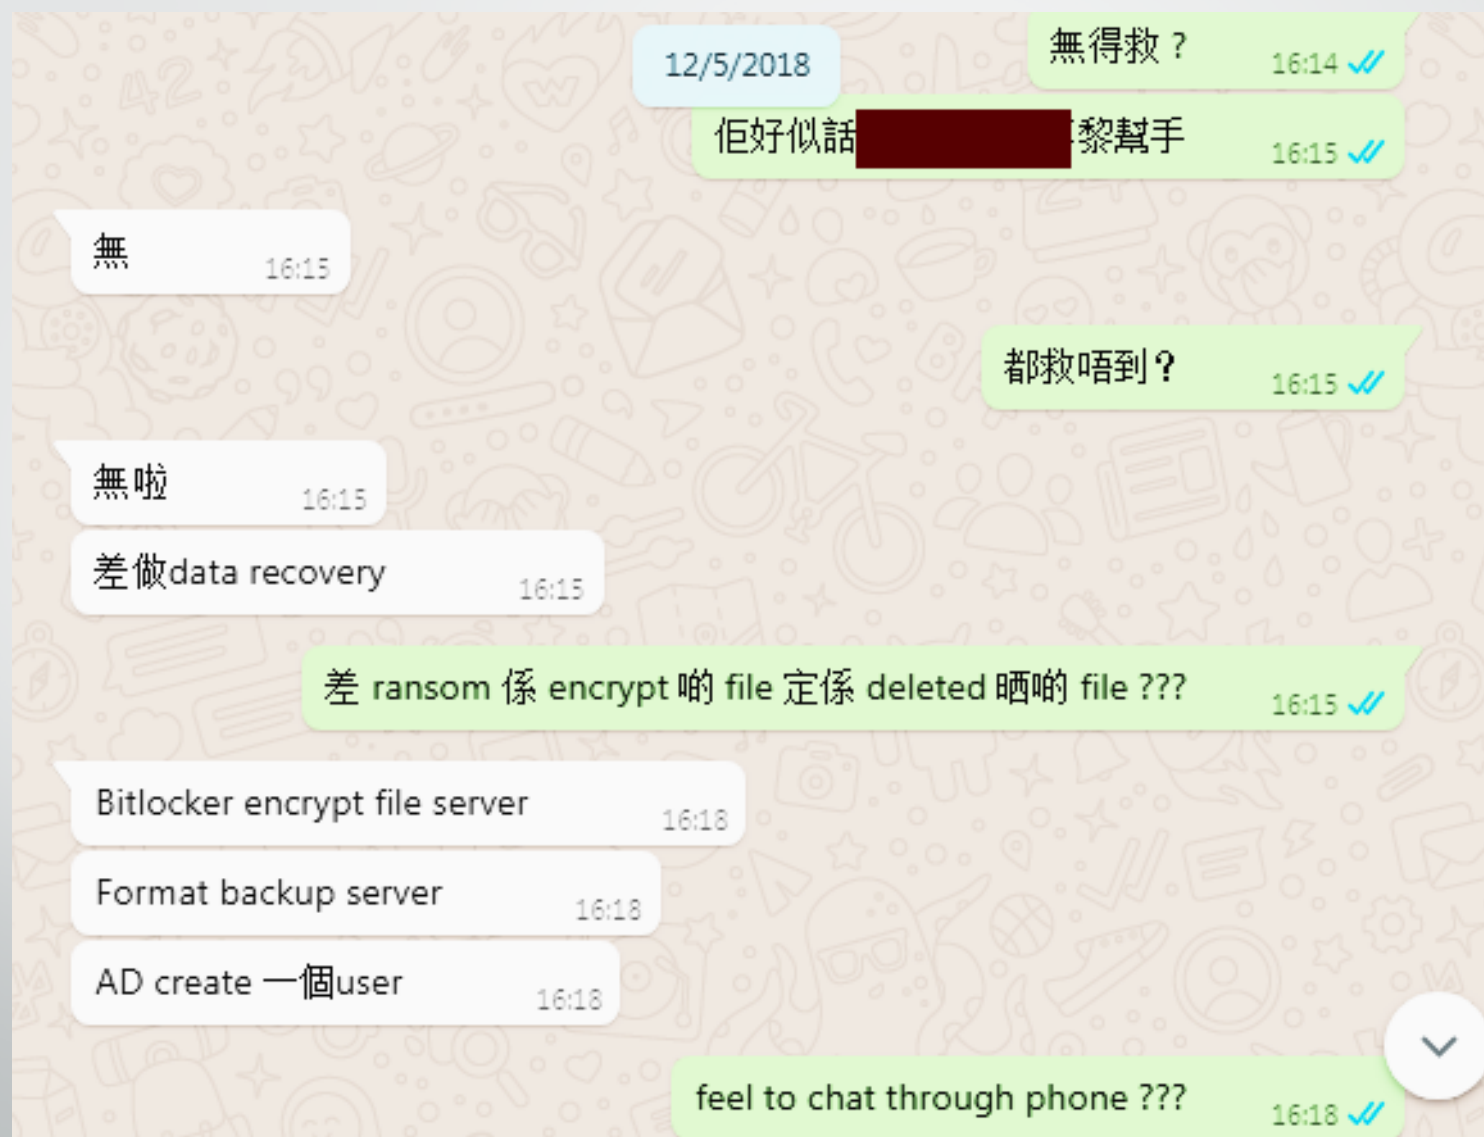 無得救？
16:14
12/5/2018
佢好似話
黎幫手
16:15
無
16:15
都救唔到？
16:15
無啦
16:15
差做data recovery
16:15
差 ransom 係 encrypt 啲 file 定係 deleted 晒啲 file ???
16:15
Bitlocker encrypt file server
16:18
Format backup server
16:18
AD create 一個user
16:18
feel to chat through phone ???
16:18